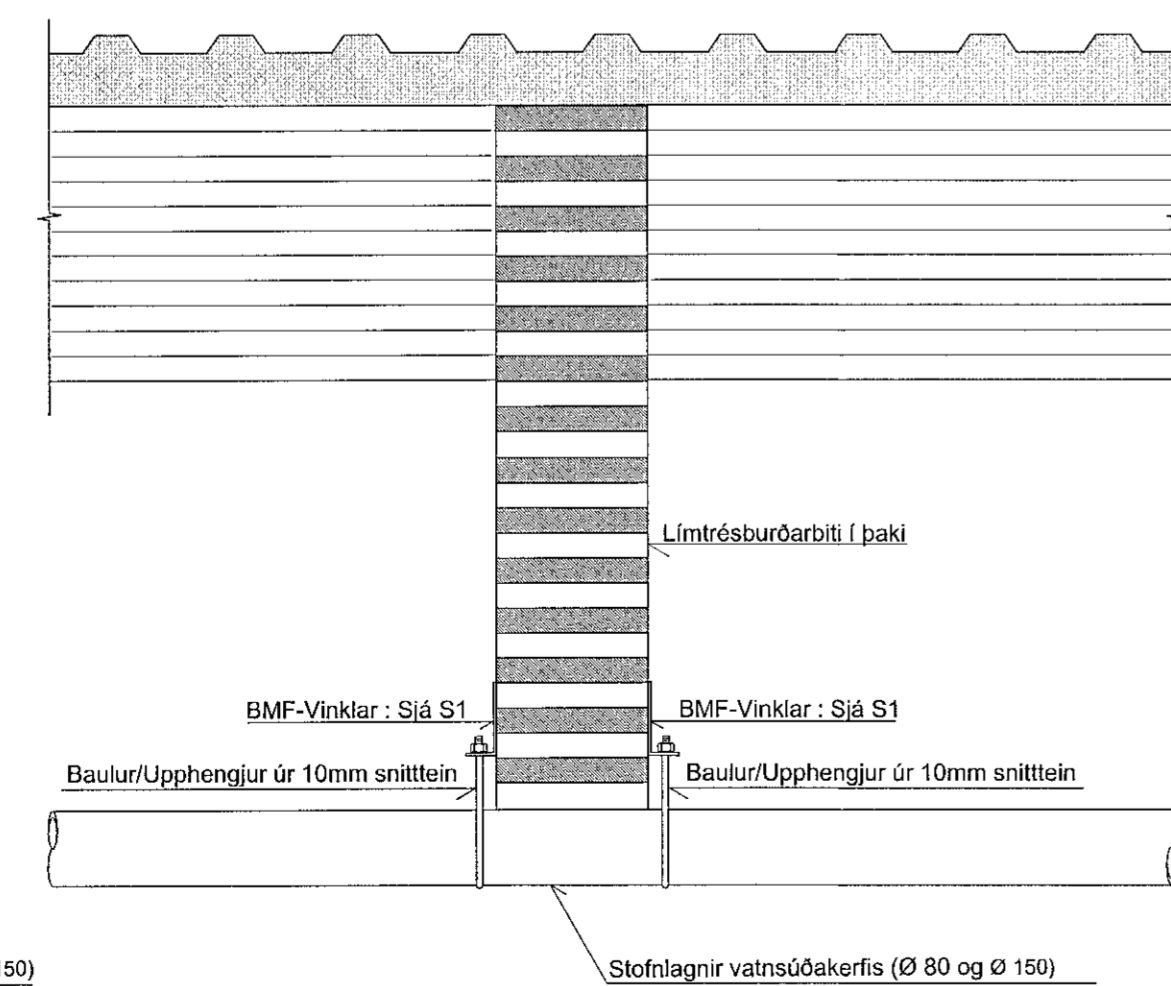 Límtrésburðarbiti í þaki
BMF-Vinklar : Sjá S1
BMF-Vinklar : Sjá S1
Baulur/Upphengjur úr 10mm snitttein
Baulur/Upphengjur úr 10mm snitttein
150)
Stofnlagnir vatnsúðakerfis (Ø 80 og Ø 150)